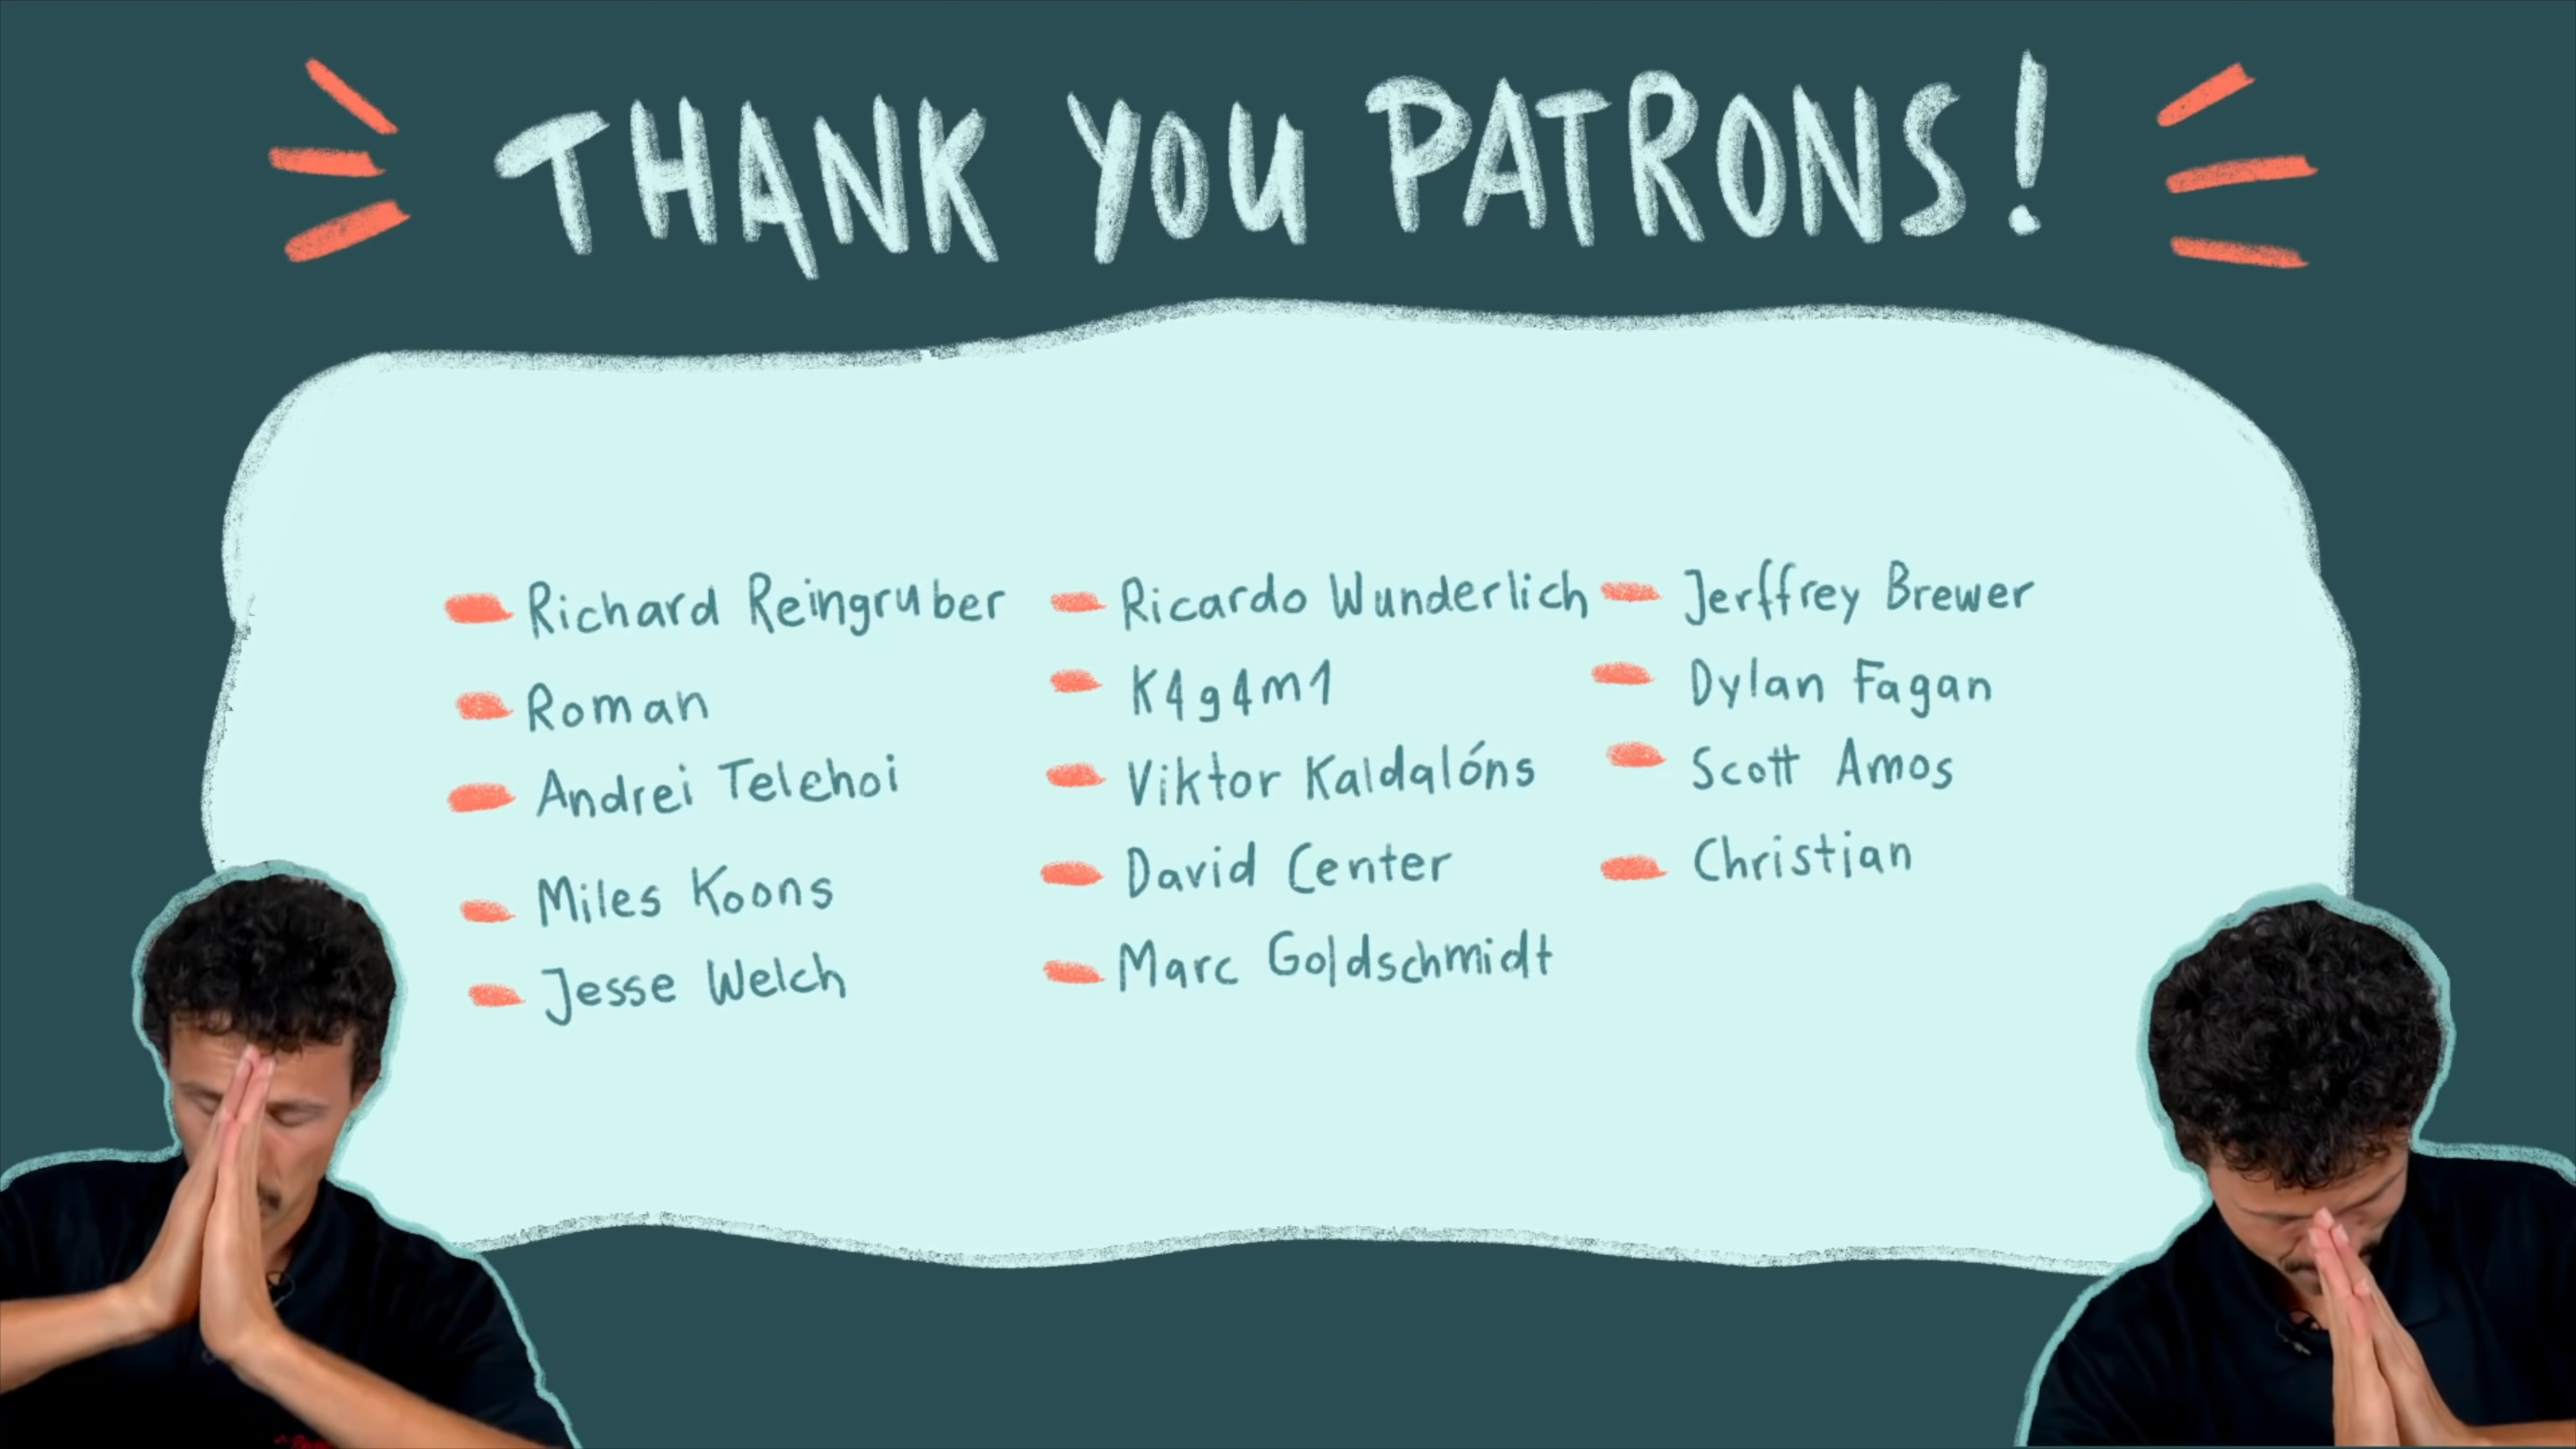 THANK YOU PATRONS!
Richard Reingruber
Roman
Andrei Telehoi
Miles Koons
Jesse Welch
Ricardo Wunderlich
K4g4m1
Viktor Kaldalóns
David Center
Marc Goldschmidt
Jerffrey Brewer
Dylan Fagan
Scott Amos
Christian